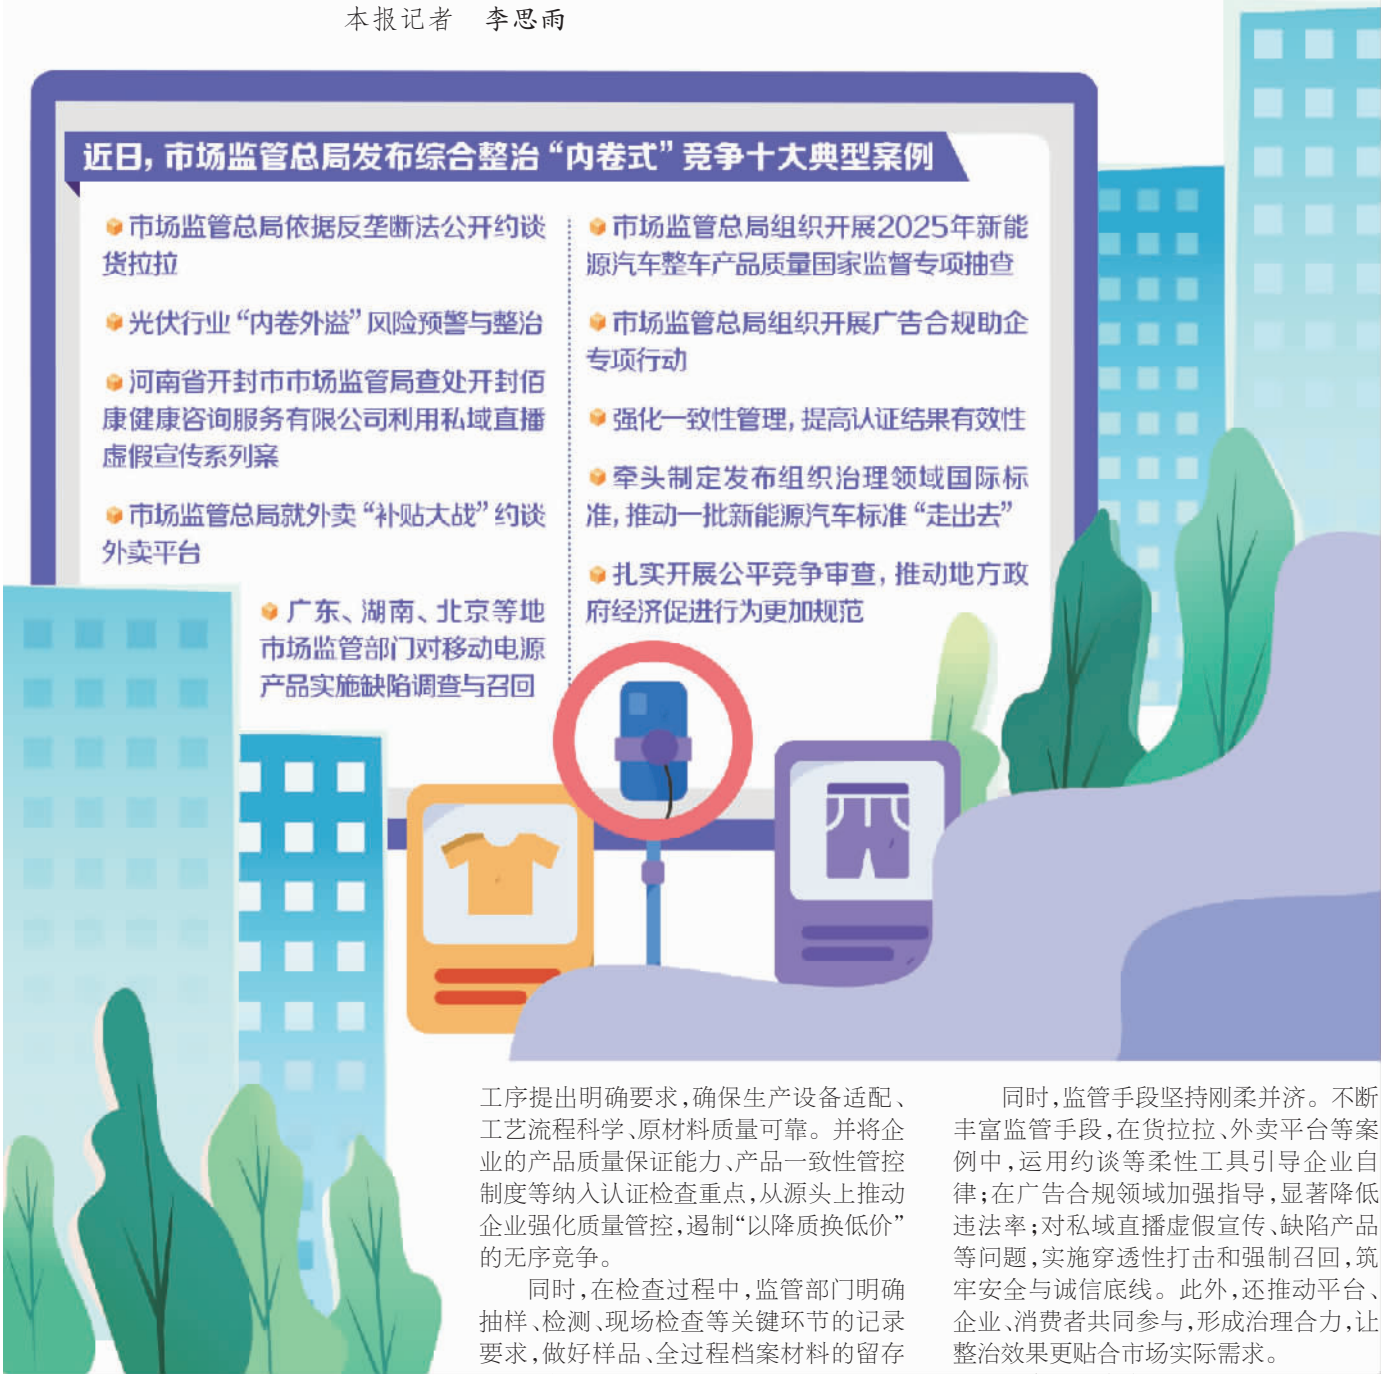 本报记者 李思雨
近日，市场监管总局发布综合整治“内卷式”竞争十大典型案例
市场监管总局依据反垄断法公开约谈
货拉拉
光伏行业“内卷外溢”风险预警与整治
河南省开封市市场监管局查处开封佰
康健康咨询服务有限公司利用私域直播
虚假宣传系列案
市场监管总局就外卖“补贴大战”约谈
外卖平台
广东、湖南、北京等地
市场监管部门对移动电源
产品实施缺陷调查与召回
市场监管总局组织开展2025年新能
源汽车整车产品质量国家监督专项抽查
市场监管总局组织开展广告合规助企
专项行动
强化一致性管理，提高认证结果有效性
牵头制定发布组织治理领域国际标
准，推动一批新能源汽车标准“走出去”
扎实开展公平竞争审查，推动地方政
府经济促进行为更加规范
工序提出明确要求，确保生产设备适配、
工艺流程科学、原材料质量可靠。并将企
业的产品质量保证能力、产品一致性管控
制度等纳入认证检查重点，从源头上推动
企业强化质量管控，遏制“以降质换低价”
的无序竞争。
同时，在检查过程中，监管部门明确
抽样、检测、现场检查等关键环节的记录
要求，做好样品、全过程档案材料的留存
同时，监管手段坚持刚柔并济。不断
丰富监管手段，在货拉拉、外卖平台等案
例中，运用约谈等柔性工具引导企业自
律；在广告合规领域加强指导，显著降低
违法率；对私域直播虚假宣传、缺陷产品
等问题，实施穿透性打击和强制召回，筑
牢安全与诚信底线。此外，还推动平台、
企业、消费者共同参与，形成治理合力，让
整治效果更贴合市场实际需求。